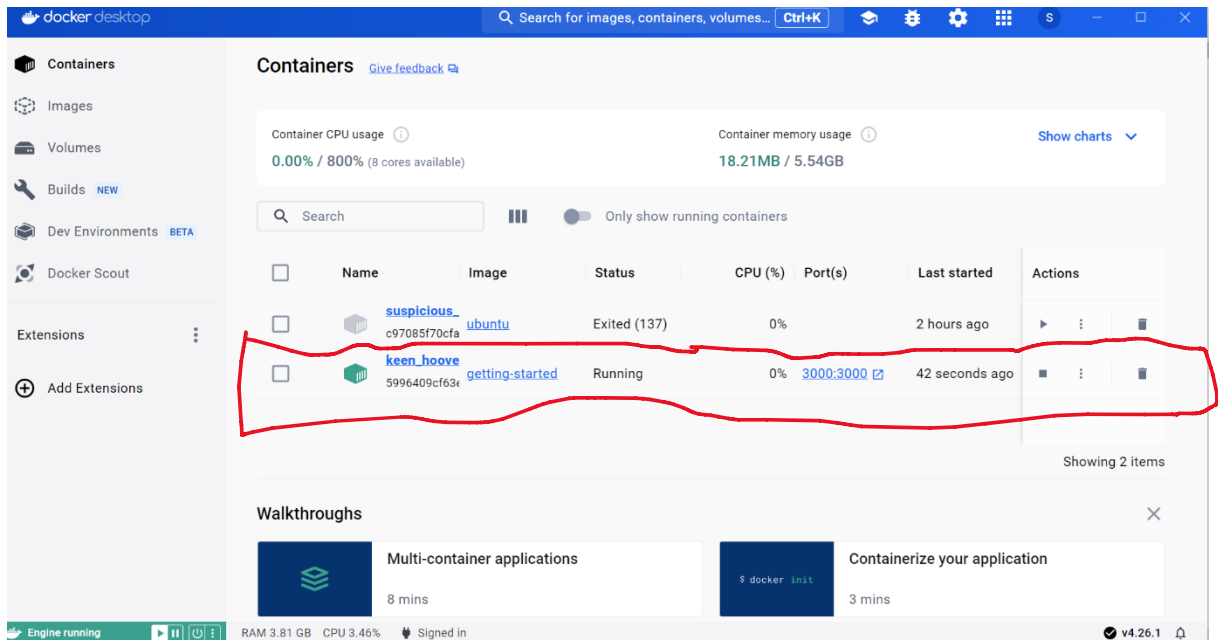 docker desktop
Search for images, containers, volumes... Ctrl+K
S
Containers
Images
Volumes
Builds NEW
Dev Environments BETA
Docker Scout
Extensions
Add Extensions
Containers Give feedback
Container CPU usage
0.00% / 800% (8 cores available)
Container memory usage
18.21MB / 5.54GB
Show charts
Search
Only show running containers
Name Image Status CPU (%) Port(s) Last started Actions
suspicious_
c97085f70cfa
ubuntu Exited (137) 0% 2 hours ago
keen_hoove
5996409cf63e
getting-started Running 0% 3000:3000 42 seconds ago
Showing 2 items
Walkthroughs
Multi-container applications
8 mins
$ docker init
Containerize your application
3 mins
Engine running
RAM 3.81 GB CPU 3.46% Signed in
v4.26.1